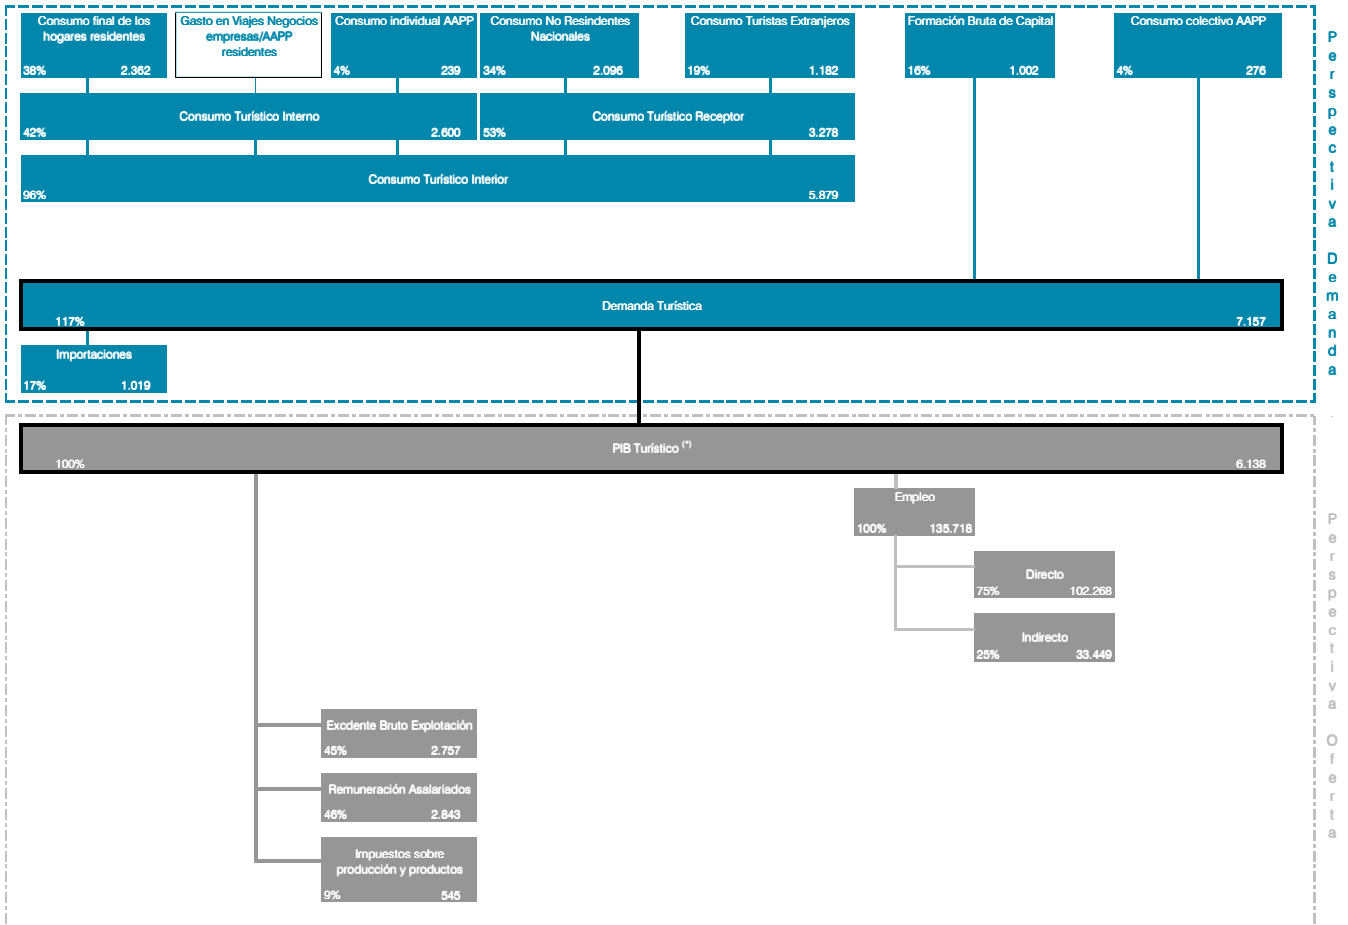 Consumo final de los
hogares residentes
38% 2.362
Gasto en Viajes Negocios
empresas/AAPP
residentes
Consumo individual AAPP
4% 239
Consumo No Resindentes
Nacionales
34% 2.096
Consumo Turistas Extranjeros
19% 1.182
Formación Bruta de Capital
16% 1.002
Consumo colectivo AAPP
4% 276
Consumo Turístico Interno
42% 2.600
Consumo Turístico Receptor
53% 3.278
Consumo Turístico Interior
96% 5.879
Demanda Turística
117% 7.157
Importaciones
17% 1.019
Perspectiva Demanda
PIB Turístico (*)
100% 6.138
Empleo
100% 135.718
Directo
75% 102.268
Indirecto
25% 33.449
Excdente Bruto Explotación
45% 2.757
Remuneración Asalariados
46% 2.843
Impuestos sobre
producción y productos
9% 545
Perspectiva Oferta